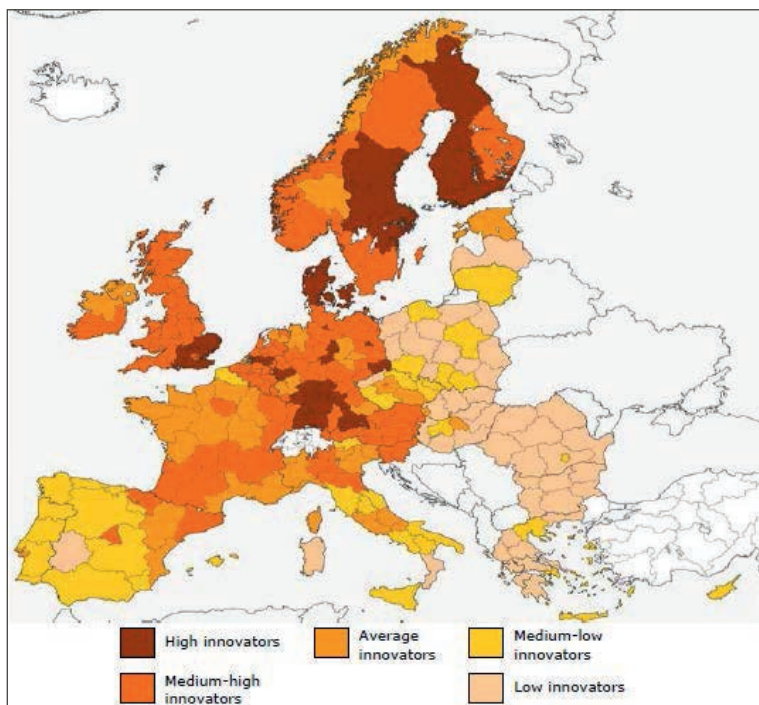 High innovators
Average
innovators
Medium-low
innovators
Medium-high
innovators
Low innovators